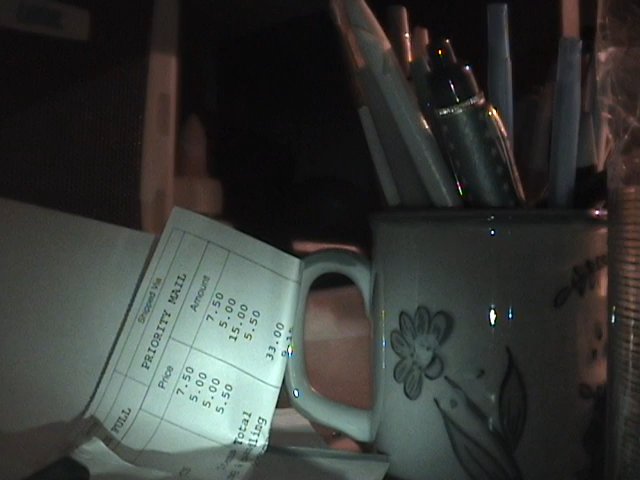 Shipped Via
PRIORITY MAIL
FULL
Price Amount
7.50 7.50
5.00 5.00
5.00 15.00
5.50 5.50
33.00
Total